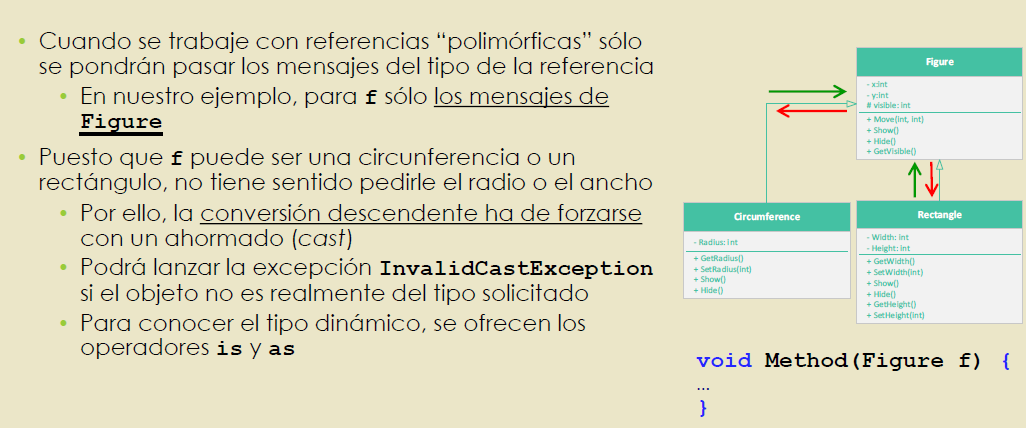 • Cuando se trabaje con referencias “polimórficas” sólo
se pondrán pasar los mensajes del tipo de la referencia
• En nuestro ejemplo, para f sólo los mensajes de
Figure
• Puesto que f puede ser una circunferencia o un
rectángulo, no tiene sentido pedirle el radio o el ancho
• Por ello, la conversión descendente ha de forzarse
con un ahormado (cast)
• Podrá lanzar la excepción InvalidCastException
si el objeto no es realmente del tipo solicitado
• Para conocer el tipo dinámico, se ofrecen los
operadores is y as
Figure
- x:int
- y:int
# visible: int
+ Move(int, int)
+ Show()
+ Hide()
+ GetVisible()
Circumference
- Radius: int
+ GetRadius()
+ SetRadius(int)
+ Show()
+ Hide()
Rectangle
- Width: int
- Height: int
+ GetWidth()
+ SetWidth(int)
+ Show()
+ Hide()
+ GetHeight()
+ SetHeight(int)
void Method(Figure f) {
…
}